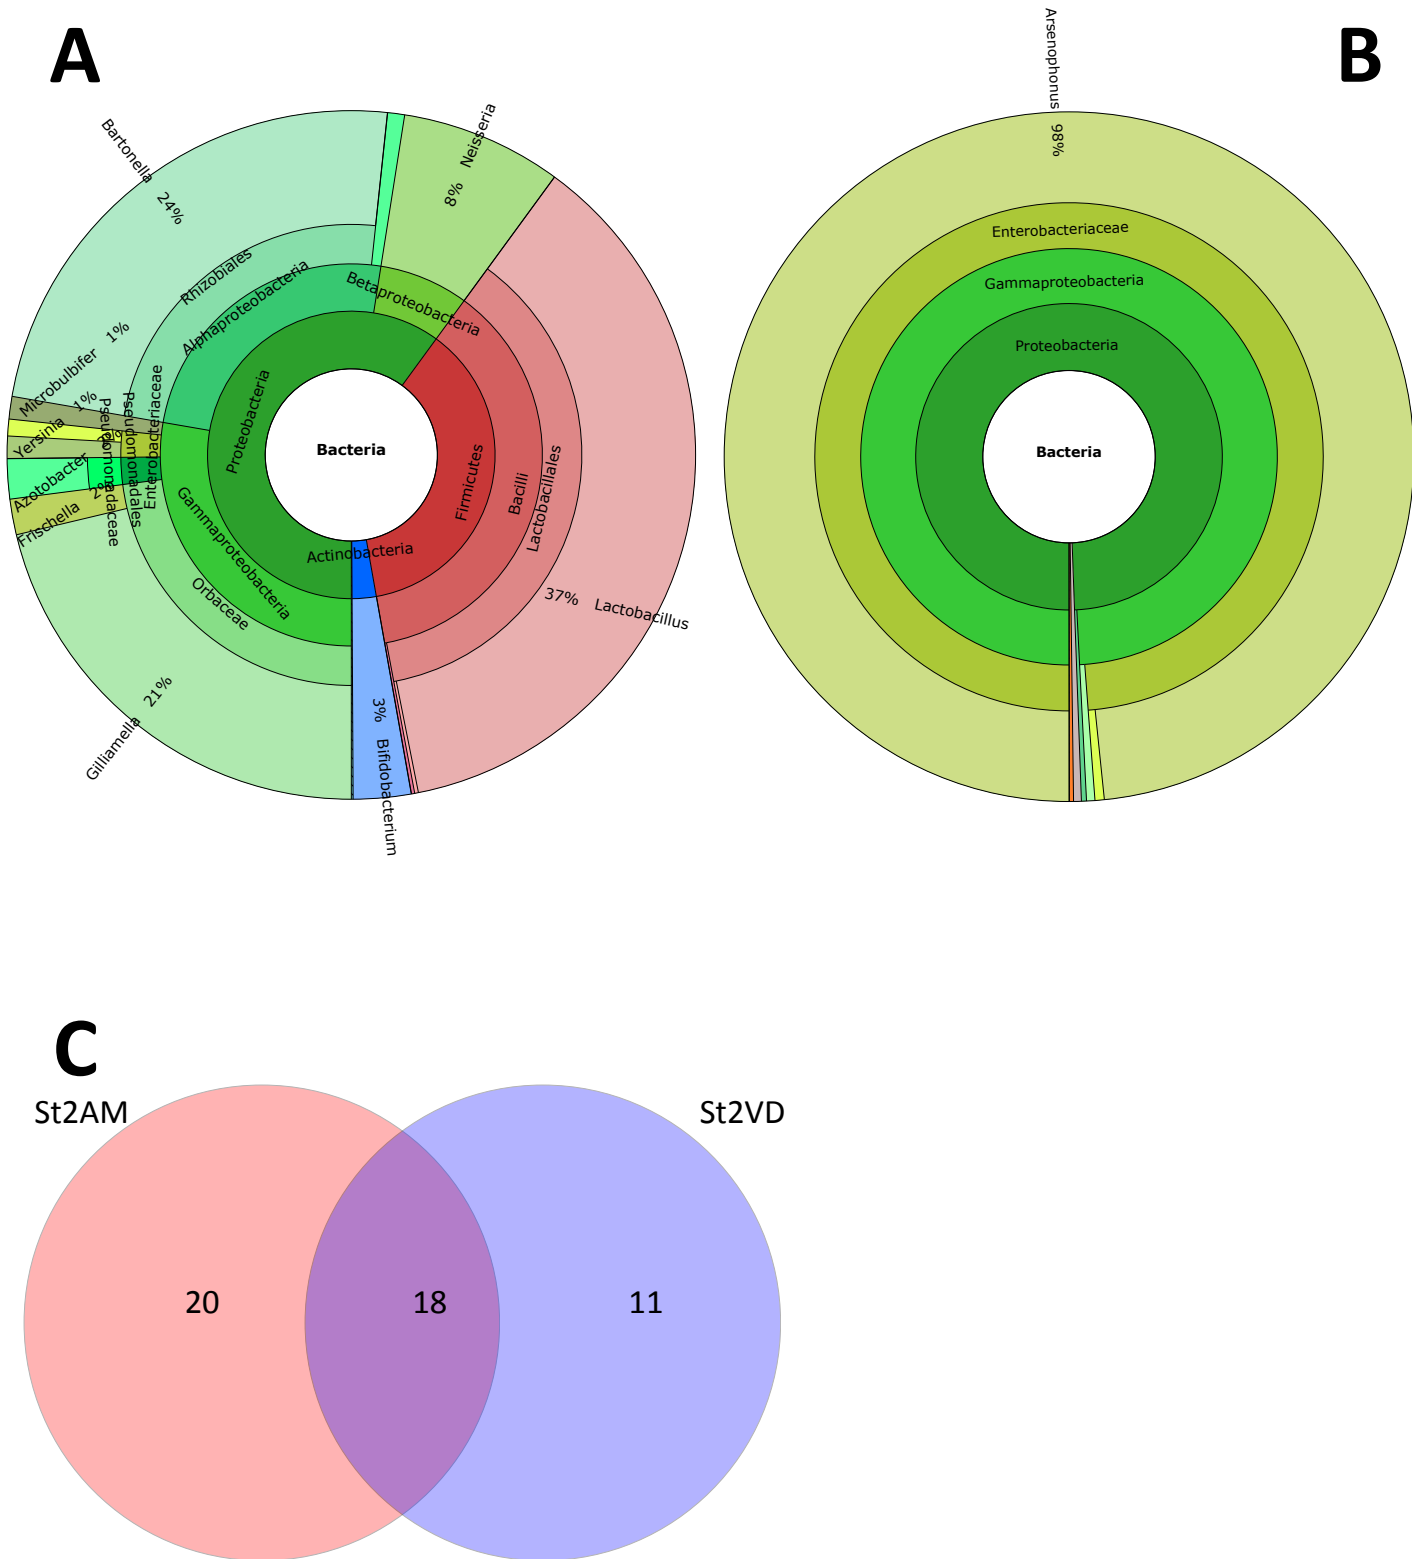 A
B
Bartonella 24%
Neisseria 8%
Rhizobiales
Alphaproteobacteria
Betaproteobacteria
Microbulbifer 1%
Yersinia 1%
Azotobacter
Frischella 2%
Pseudomonadaceae
Pseudomonadales
Enterobacteriaceae
Proteobacteria
Bacteria
Firmicutes
Bacilli
Lactobacillales
37% Lactobacillus
Actinobacteria
Gammaproteobacteria
Orbaceae
Gilliamella 21%
3% Bifidobacterium
Arsenophonus 98%
Enterobacteriaceae
Gammaproteobacteria
Proteobacteria
Bacteria
C
St2AM
St2VD
20
18
11